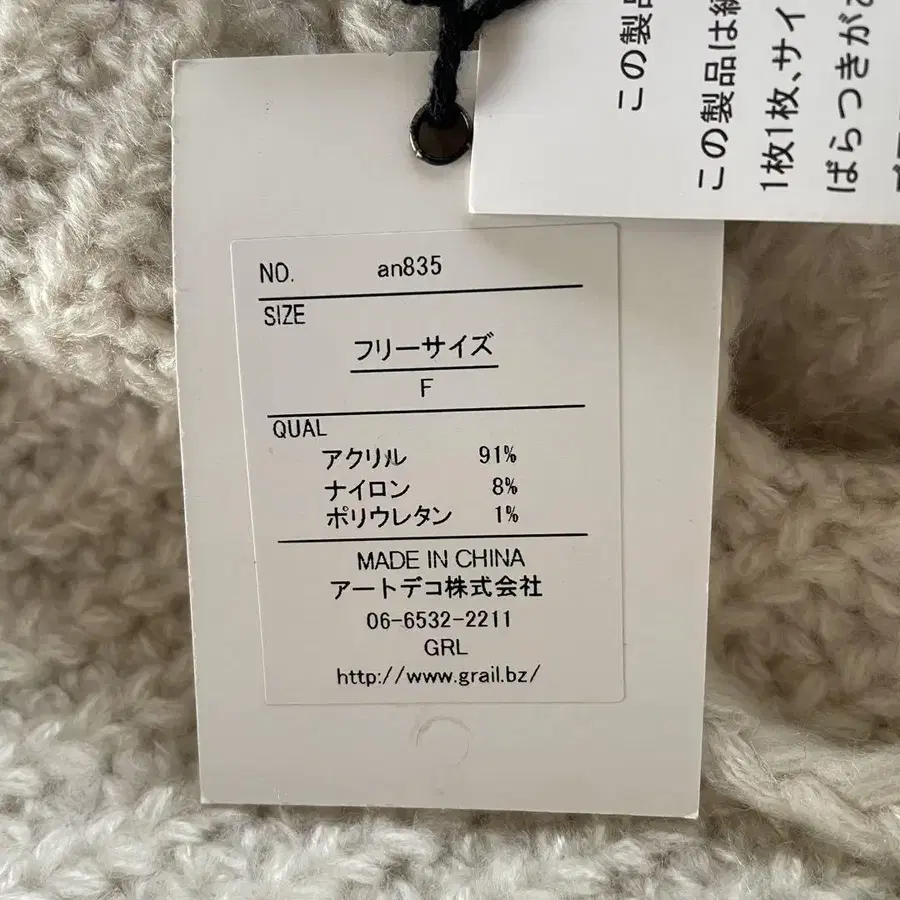 NO. an835
SIZE
フリーサイズ
F
QUAL
アクリル 91%
ナイロン 8%
ポリウレタン 1%
MADE IN CHINA
アートデコ株式会社
06-6532-2211
GRL
http://www.grail.bz/
この製
この製品は
1枚1枚、サイ
ばらつきが